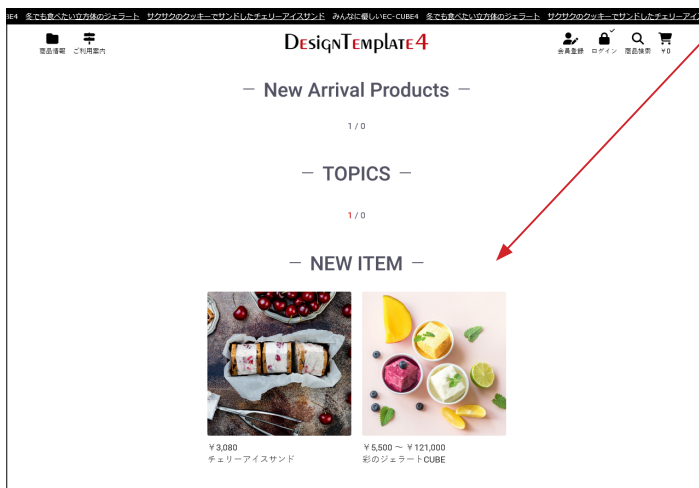 BE4 冬でも食べたい立方体のジェラート サクサクのクッキーでサンドしたチェリーアイスサンド みんなに優しいEC-CUBE4 冬でも食べたい立方体のジェラート サクサクのクッキーでサンドしたチェリーアイ
商品情報 ご利用案内 DesignTemplate4 会員登録 ログイン 商品検索 ¥0
— New Arrival Products —
1 / 0
— TOPICS —
1 / 0
— NEW ITEM —
¥3,080 ¥5,500 ～ ¥121,000
チェリーアイスサンド 彩のジェラートCUBE